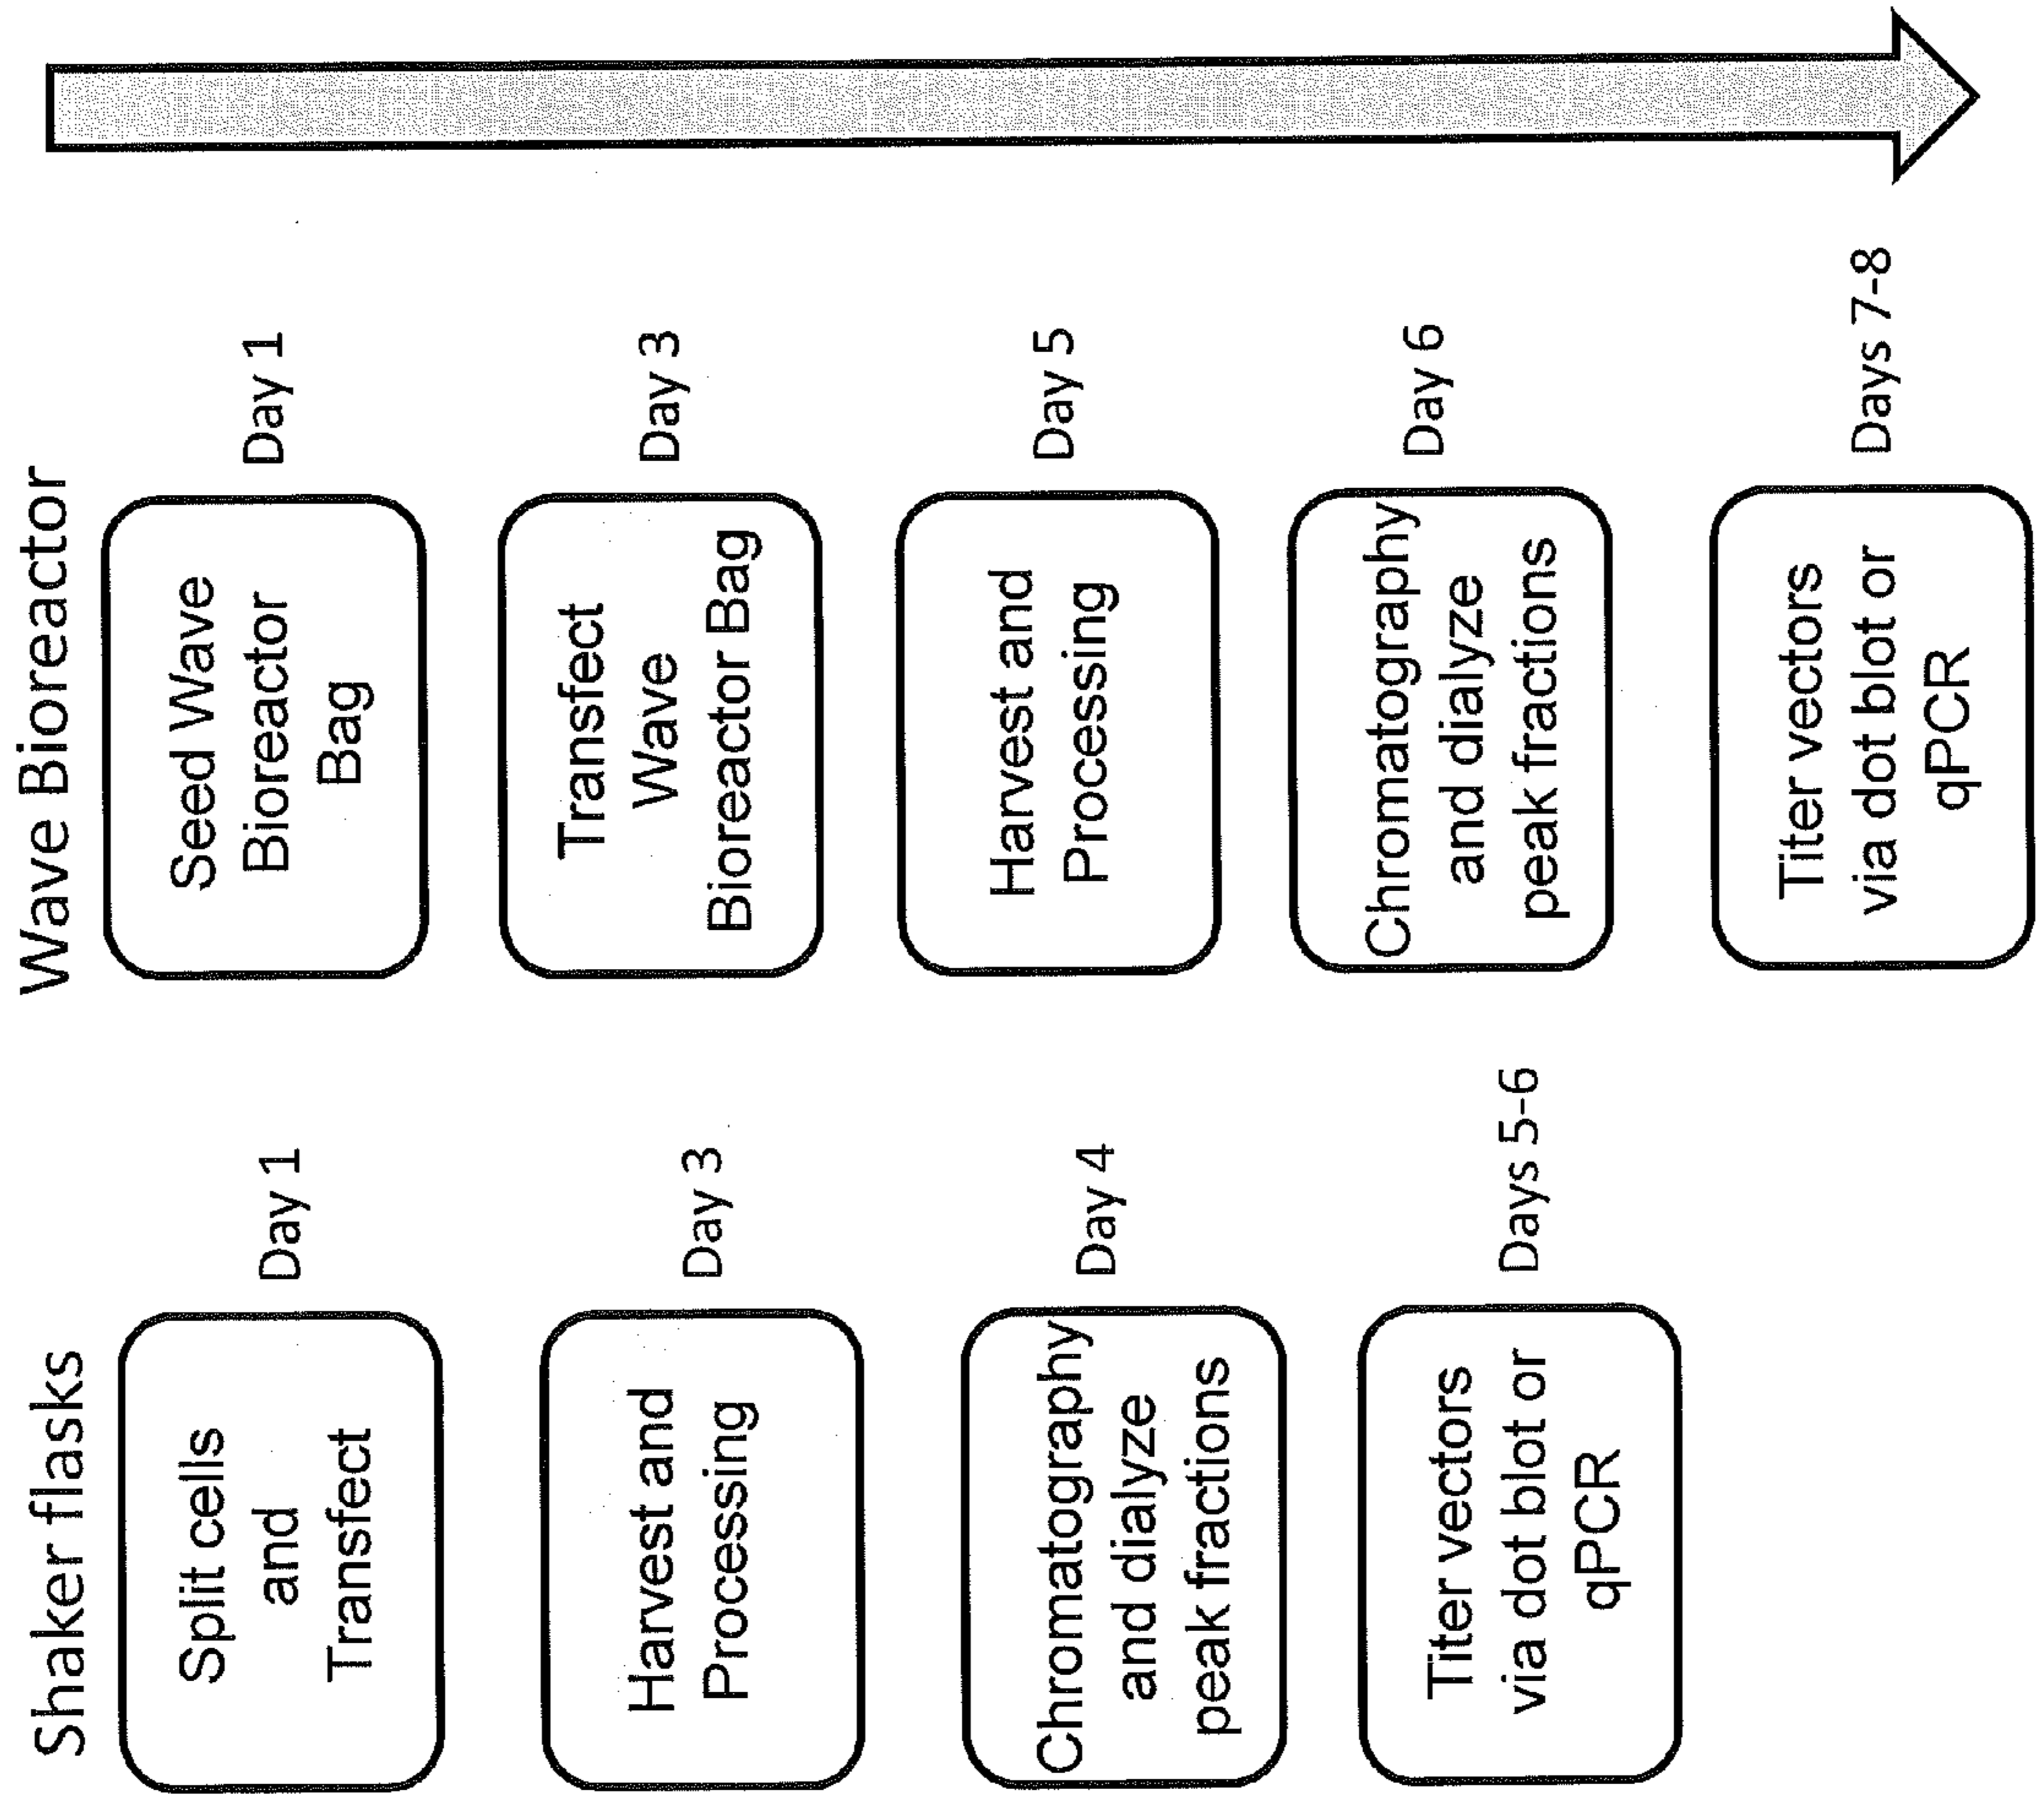 Shaker flasks
Split cells
and
Transfect
Day 1
Harvest and
Processing
Day 3
Chromatography
and dialyze
peak fractions
Day 4
Titer vectors
via dot blot or
qPCR
Days 5-6
Wave Bioreactor
Seed Wave
Bioreactor
Bag
Day 1
Transfect
Wave
Bioreactor Bag
Day 3
Harvest and
Processing
Day 5
Chromatography
and dialyze
peak fractions
Day 6
Titer vectors
via dot blot or
qPCR
Days 7-8